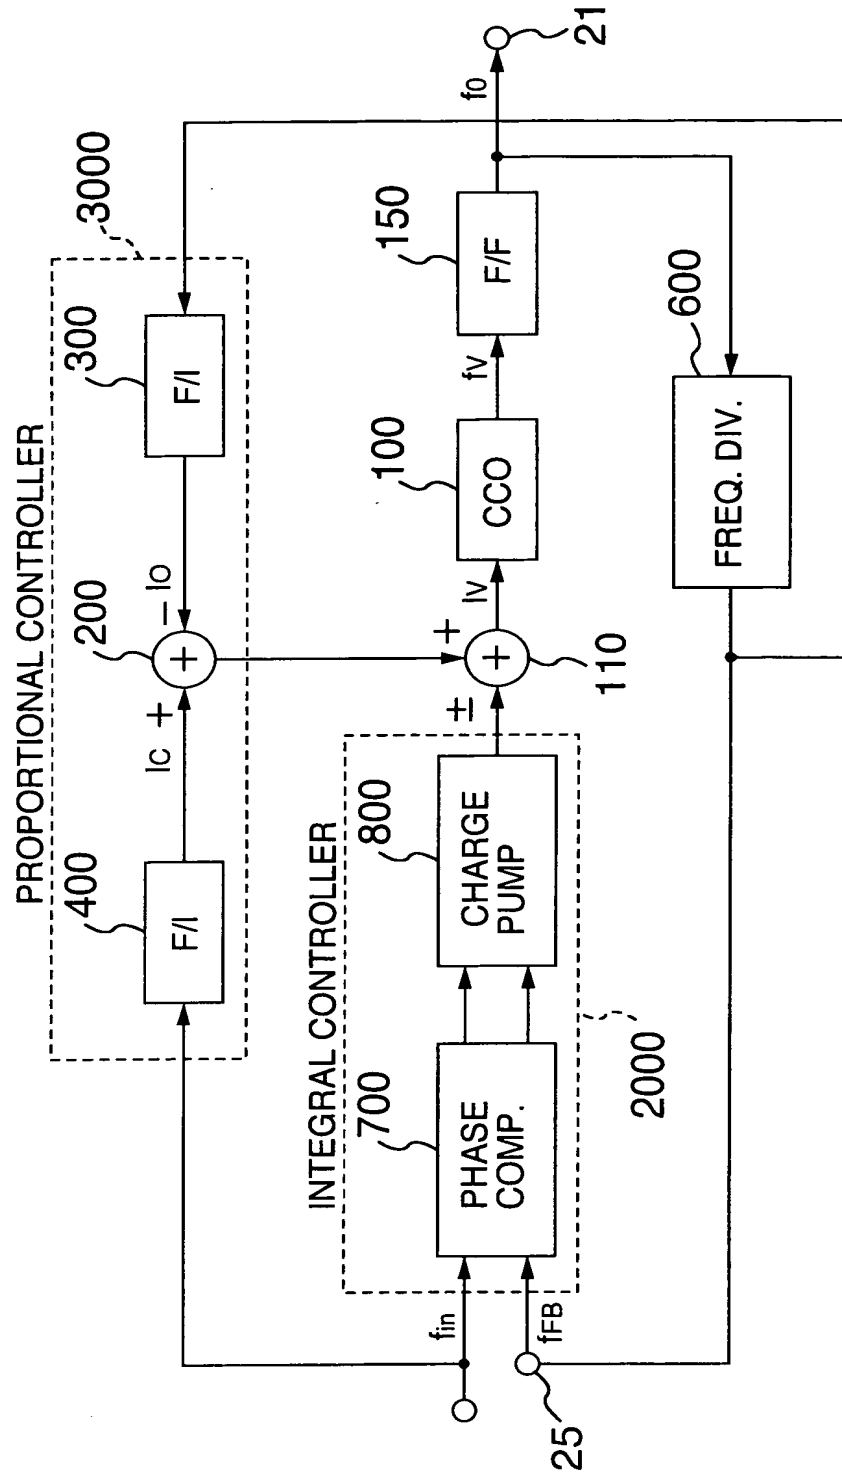 PROPORTIONAL CONTROLLER
3000
400
F/I
IC
+
200
+
− IO
300
F/I
INTEGRAL CONTROLLER
700
PHASE
COMP.
800
CHARGE
PUMP
2000
fin
fFB
25
±
+
+
110
IV
100
CCO
fV
150
F/F
fO
21
600
FREQ. DIV.